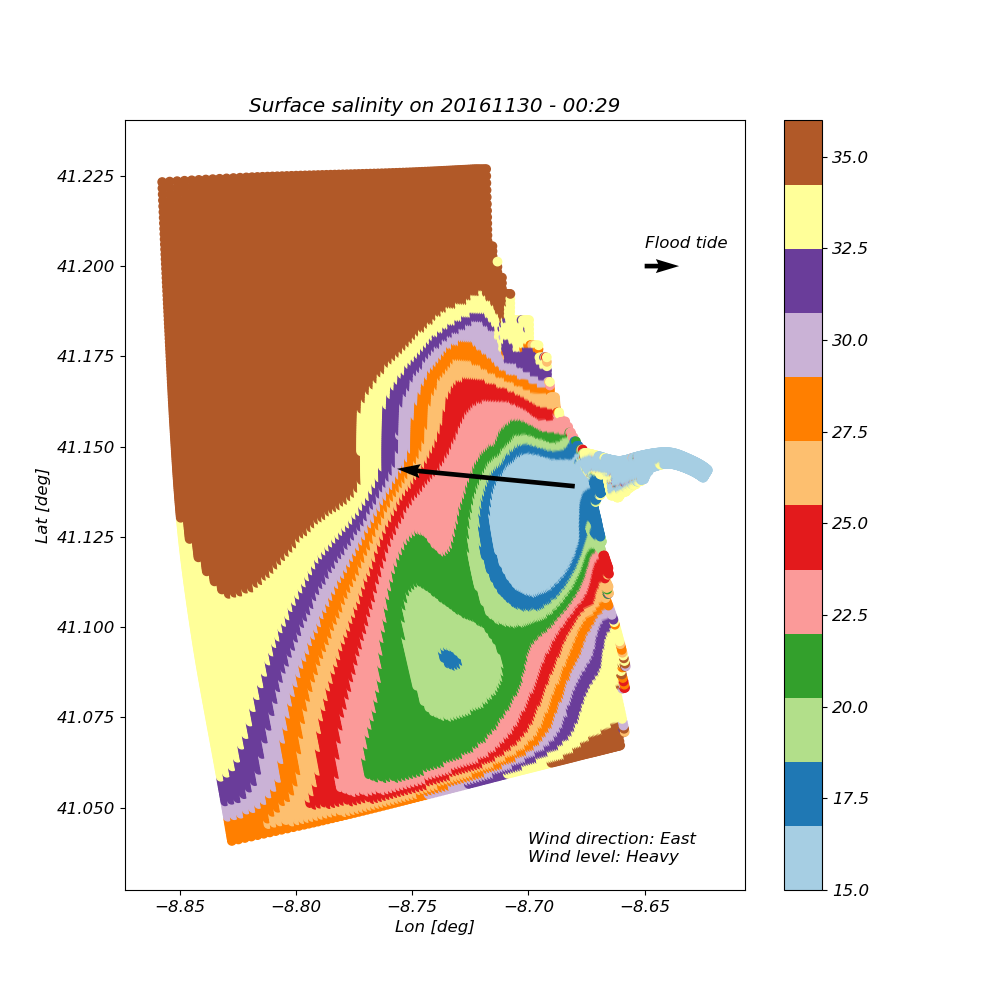 Surface salinity on 20161130 - 00:29
Flood tide
Wind direction: East
Wind level: Heavy
Lat [deg]
41.225
41.200
41.175
41.150
41.125
41.100
41.075
41.050
−8.85 −8.80 −8.75 −8.70 −8.65
Lon [deg]
35.0
32.5
30.0
27.5
25.0
22.5
20.0
17.5
15.0